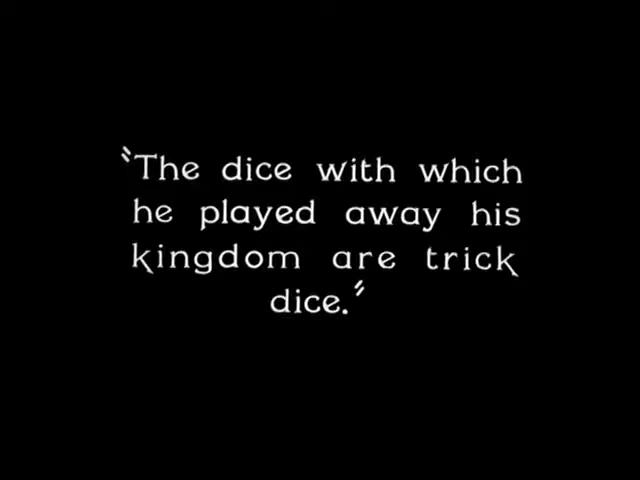 "The dice with which
he played away his
kingdom are trick
dice."